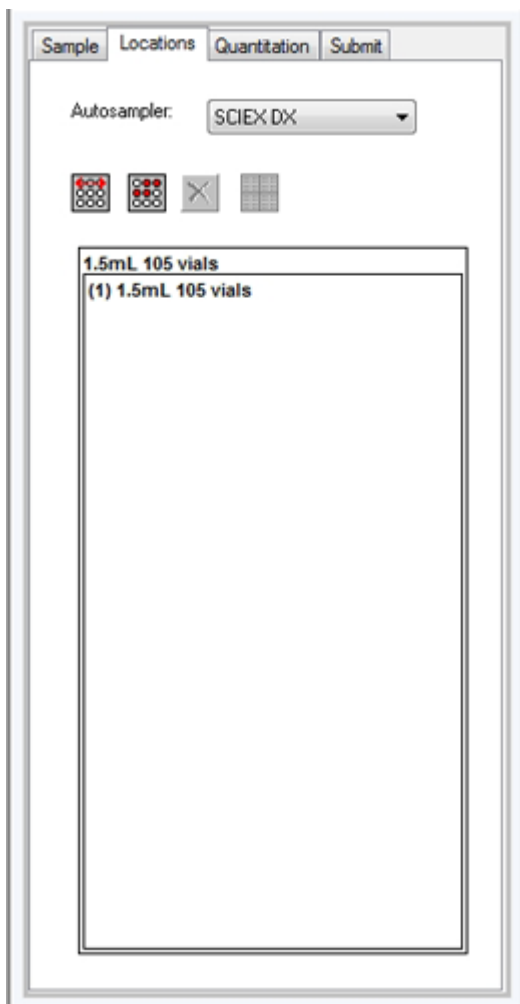 Sample Locations Quantitation Submit
Autosampler: SCIEX DX
1.5mL 105 vials
(1) 1.5mL 105 vials